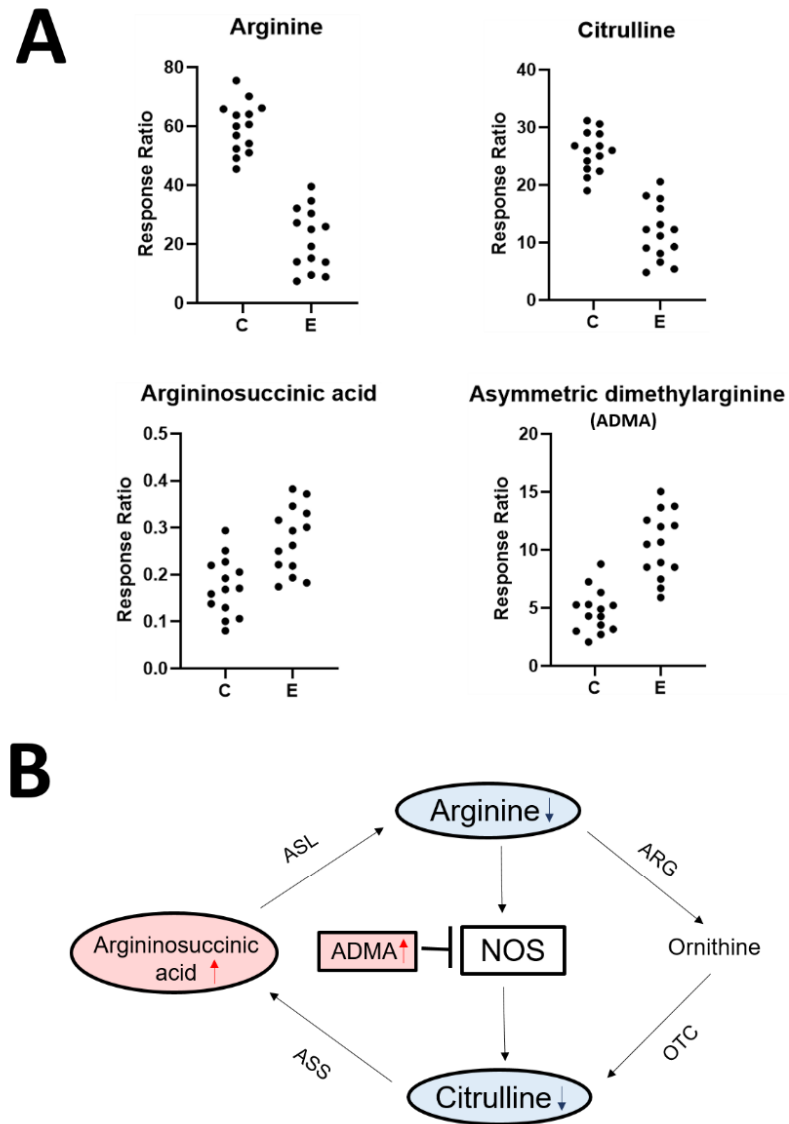 A
Arginine
Response Ratio
80
60
40
20
0
C E
Citrulline
Response Ratio
40
30
20
10
0
C E
Argininosuccinic acid
Response Ratio
0.5
0.4
0.3
0.2
0.1
0.0
C E
Asymmetric dimethylarginine
(ADMA)
Response Ratio
20
15
10
5
0
C E
B
Arginine↓
ASL
ARG
Argininosuccinic
acid ↑
ADMA↑
NOS
Ornithine
ASS
OTC
Citrulline↓